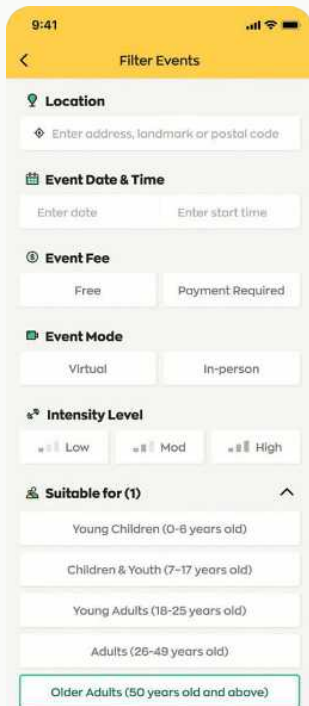 9:41
Filter Events
Location
Enter address, landmark or postal code
Event Date & Time
Enter date Enter start time
Event Fee
Free Payment Required
Event Mode
Virtual In-person
Intensity Level
Low Mod High
Suitable for (1)
Young Children (0-6 years old)
Children & Youth (7-17 years old)
Young Adults (18-25 years old)
Adults (26-49 years old)
Older Adults (50 years old and above)